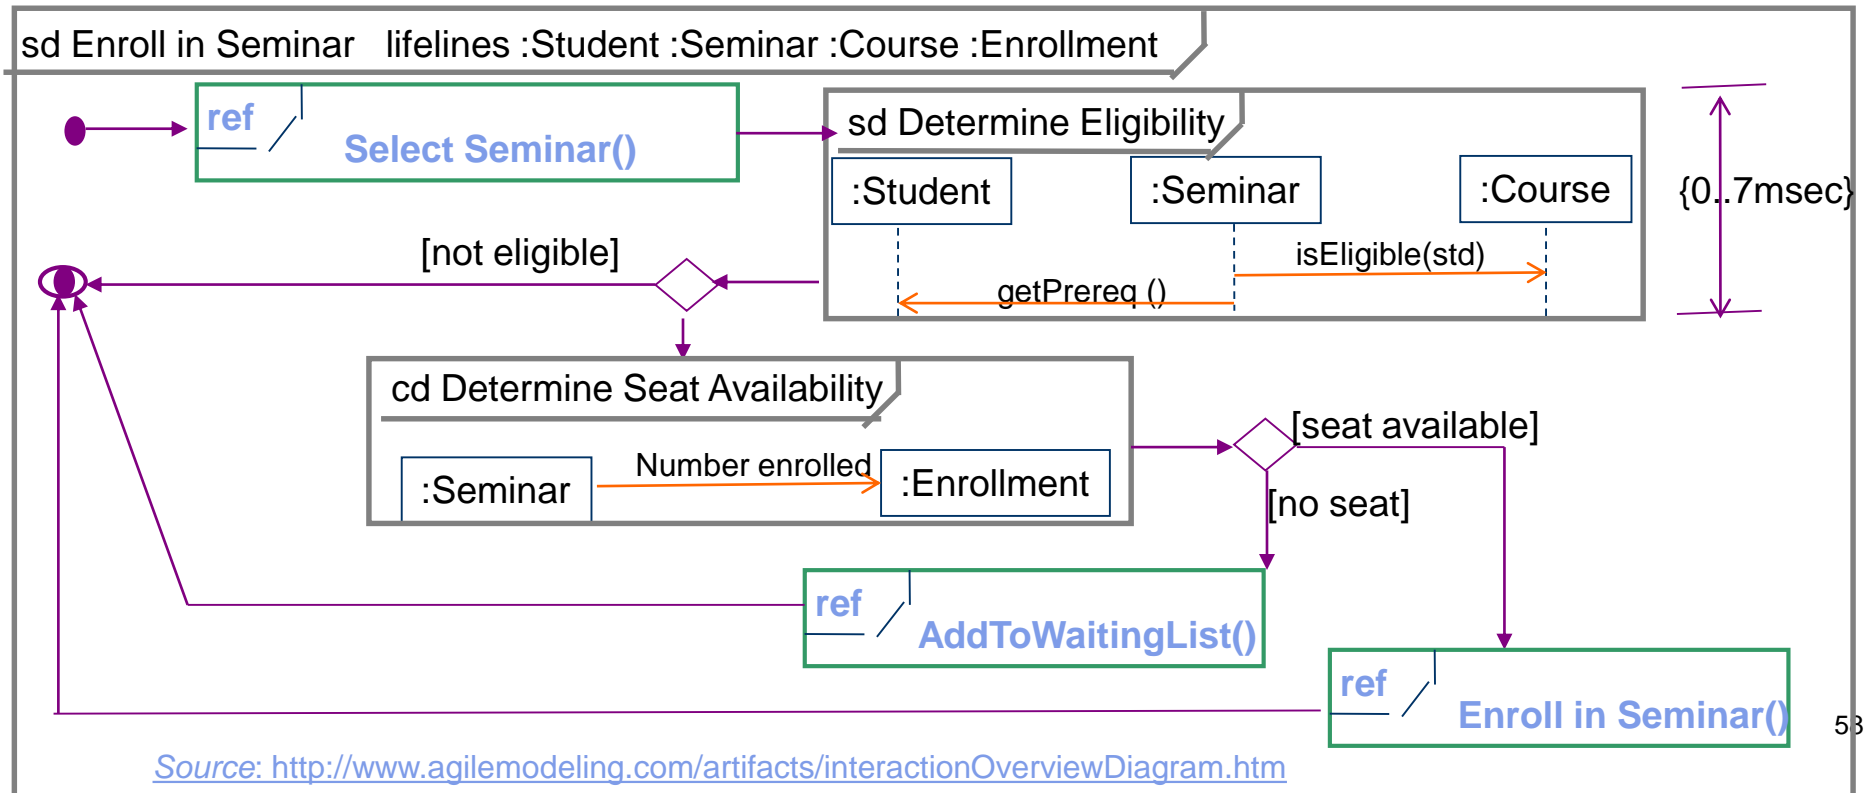 sd Enroll in Seminar   lifelines :Student :Seminar :Course :Enrollment
ref
Select Seminar()
sd Determine Eligibility
:Student
:Seminar
:Course
{0..7msec}
isEligible(std)
getPrereq ()
[not eligible]
cd Determine Seat Availability
:Seminar
Number enrolled
:Enrollment
[seat available]
[no seat]
ref
AddToWaitingList()
ref
Enroll in Seminar()
58
Source: http://www.agilemodeling.com/artifacts/interactionOverviewDiagram.htm